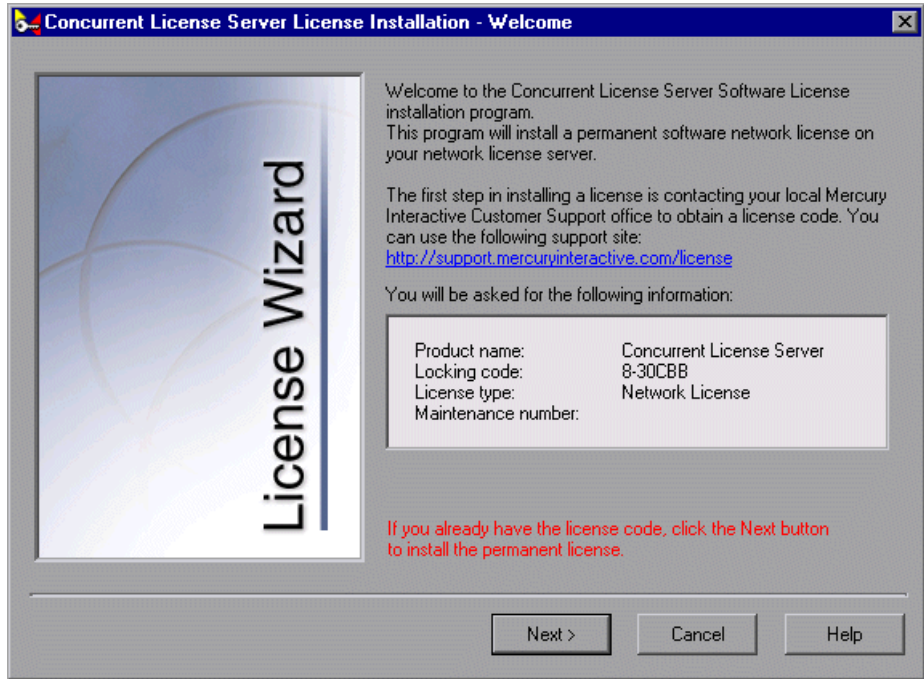 Concurrent License Server License Installation - Welcome
License Wizard
Welcome to the Concurrent License Server Software License
installation program.
This program will install a permanent software network license on
your network license server.
The first step in installing a license is contacting your local Mercury
Interactive Customer Support office to obtain a license code. You
can use the following support site:
http://support.mercuryinteractive.com/license
You will be asked for the following information:
Product name: Concurrent License Server
Locking code: 8-30CBB
License type: Network License
Maintenance number:
If you already have the license code, click the Next button
to install the permanent license.
Next > Cancel Help